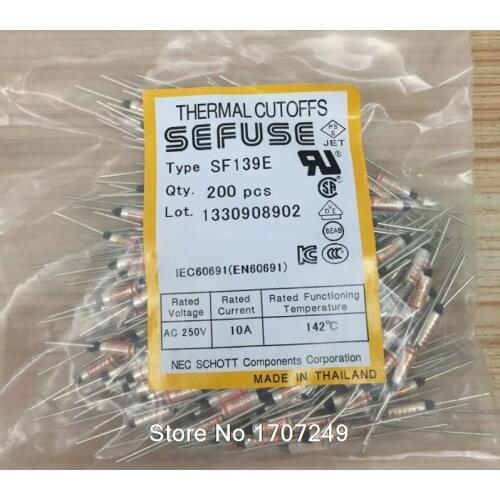 THERMAL CUTOFFS
SEFUSE
PS
E
JET
Type SF139E
Qty. 200 pcs
Lot. 1330908902
IEC60691(EN60691)
Rated Voltage Rated Current Rated Functioning Temperature
AC 250V 10A 142℃
NEC SCHOTT Components Corporation
MADE IN THAILAND
Store No.1707249